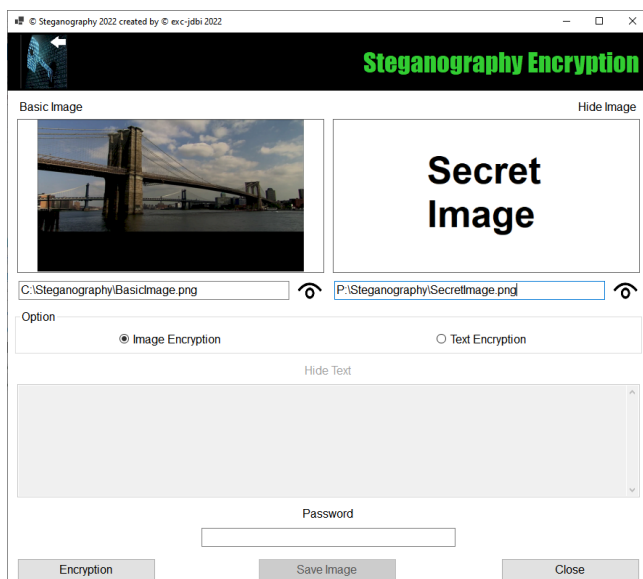 © Steganography 2022 created by © exc-jdbi 2022
Steganography Encryption
Basic Image
Hide Image
Secret
Image
C:\Steganography\BasicImage.png
P:\Steganography\SecretImage.png
Option
Image Encryption
Text Encryption
Hide Text
Password
Encryption
Save Image
Close